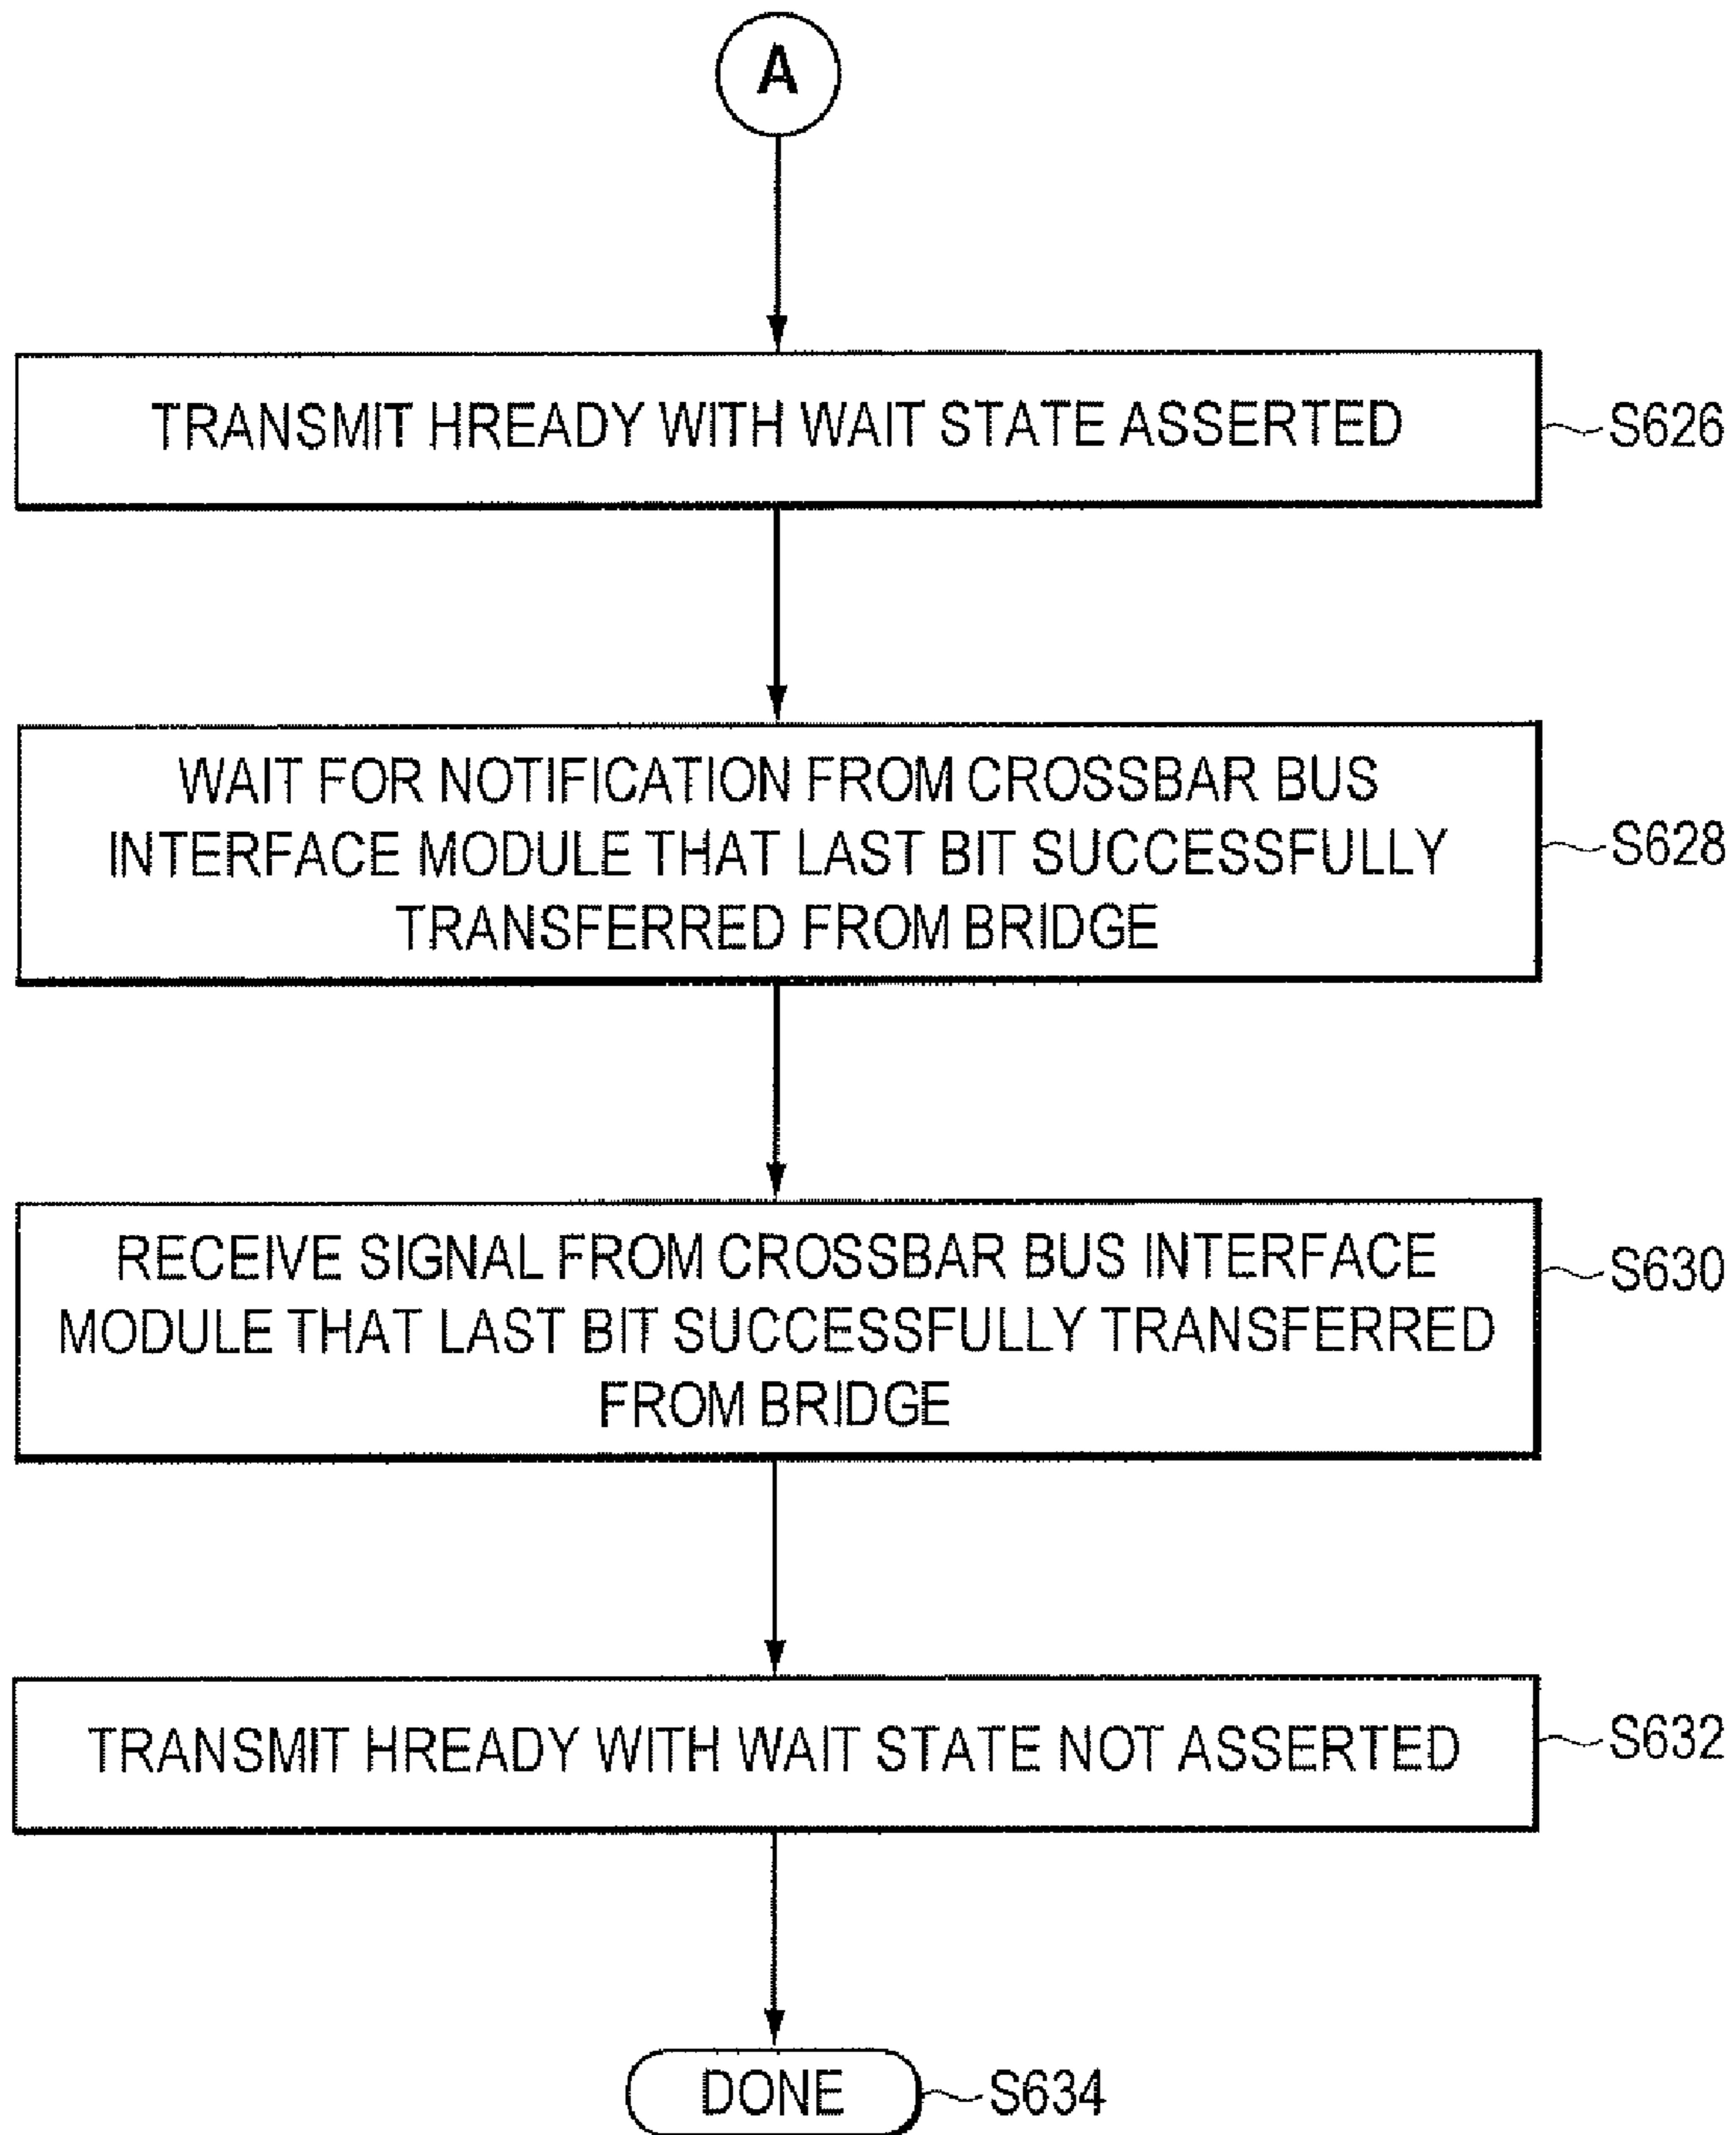 A
TRANSMIT HREADY WITH WAIT STATE ASSERTED
S626
WAIT FOR NOTIFICATION FROM CROSSBAR BUS
INTERFACE MODULE THAT LAST BIT SUCCESSFULLY
TRANSFERRED FROM BRIDGE
S628
RECEIVE SIGNAL FROM CROSSBAR BUS INTERFACE
MODULE THAT LAST BIT SUCCESSFULLY TRANSFERRED
FROM BRIDGE
S630
TRANSMIT HREADY WITH WAIT STATE NOT ASSERTED
S632
DONE
S634